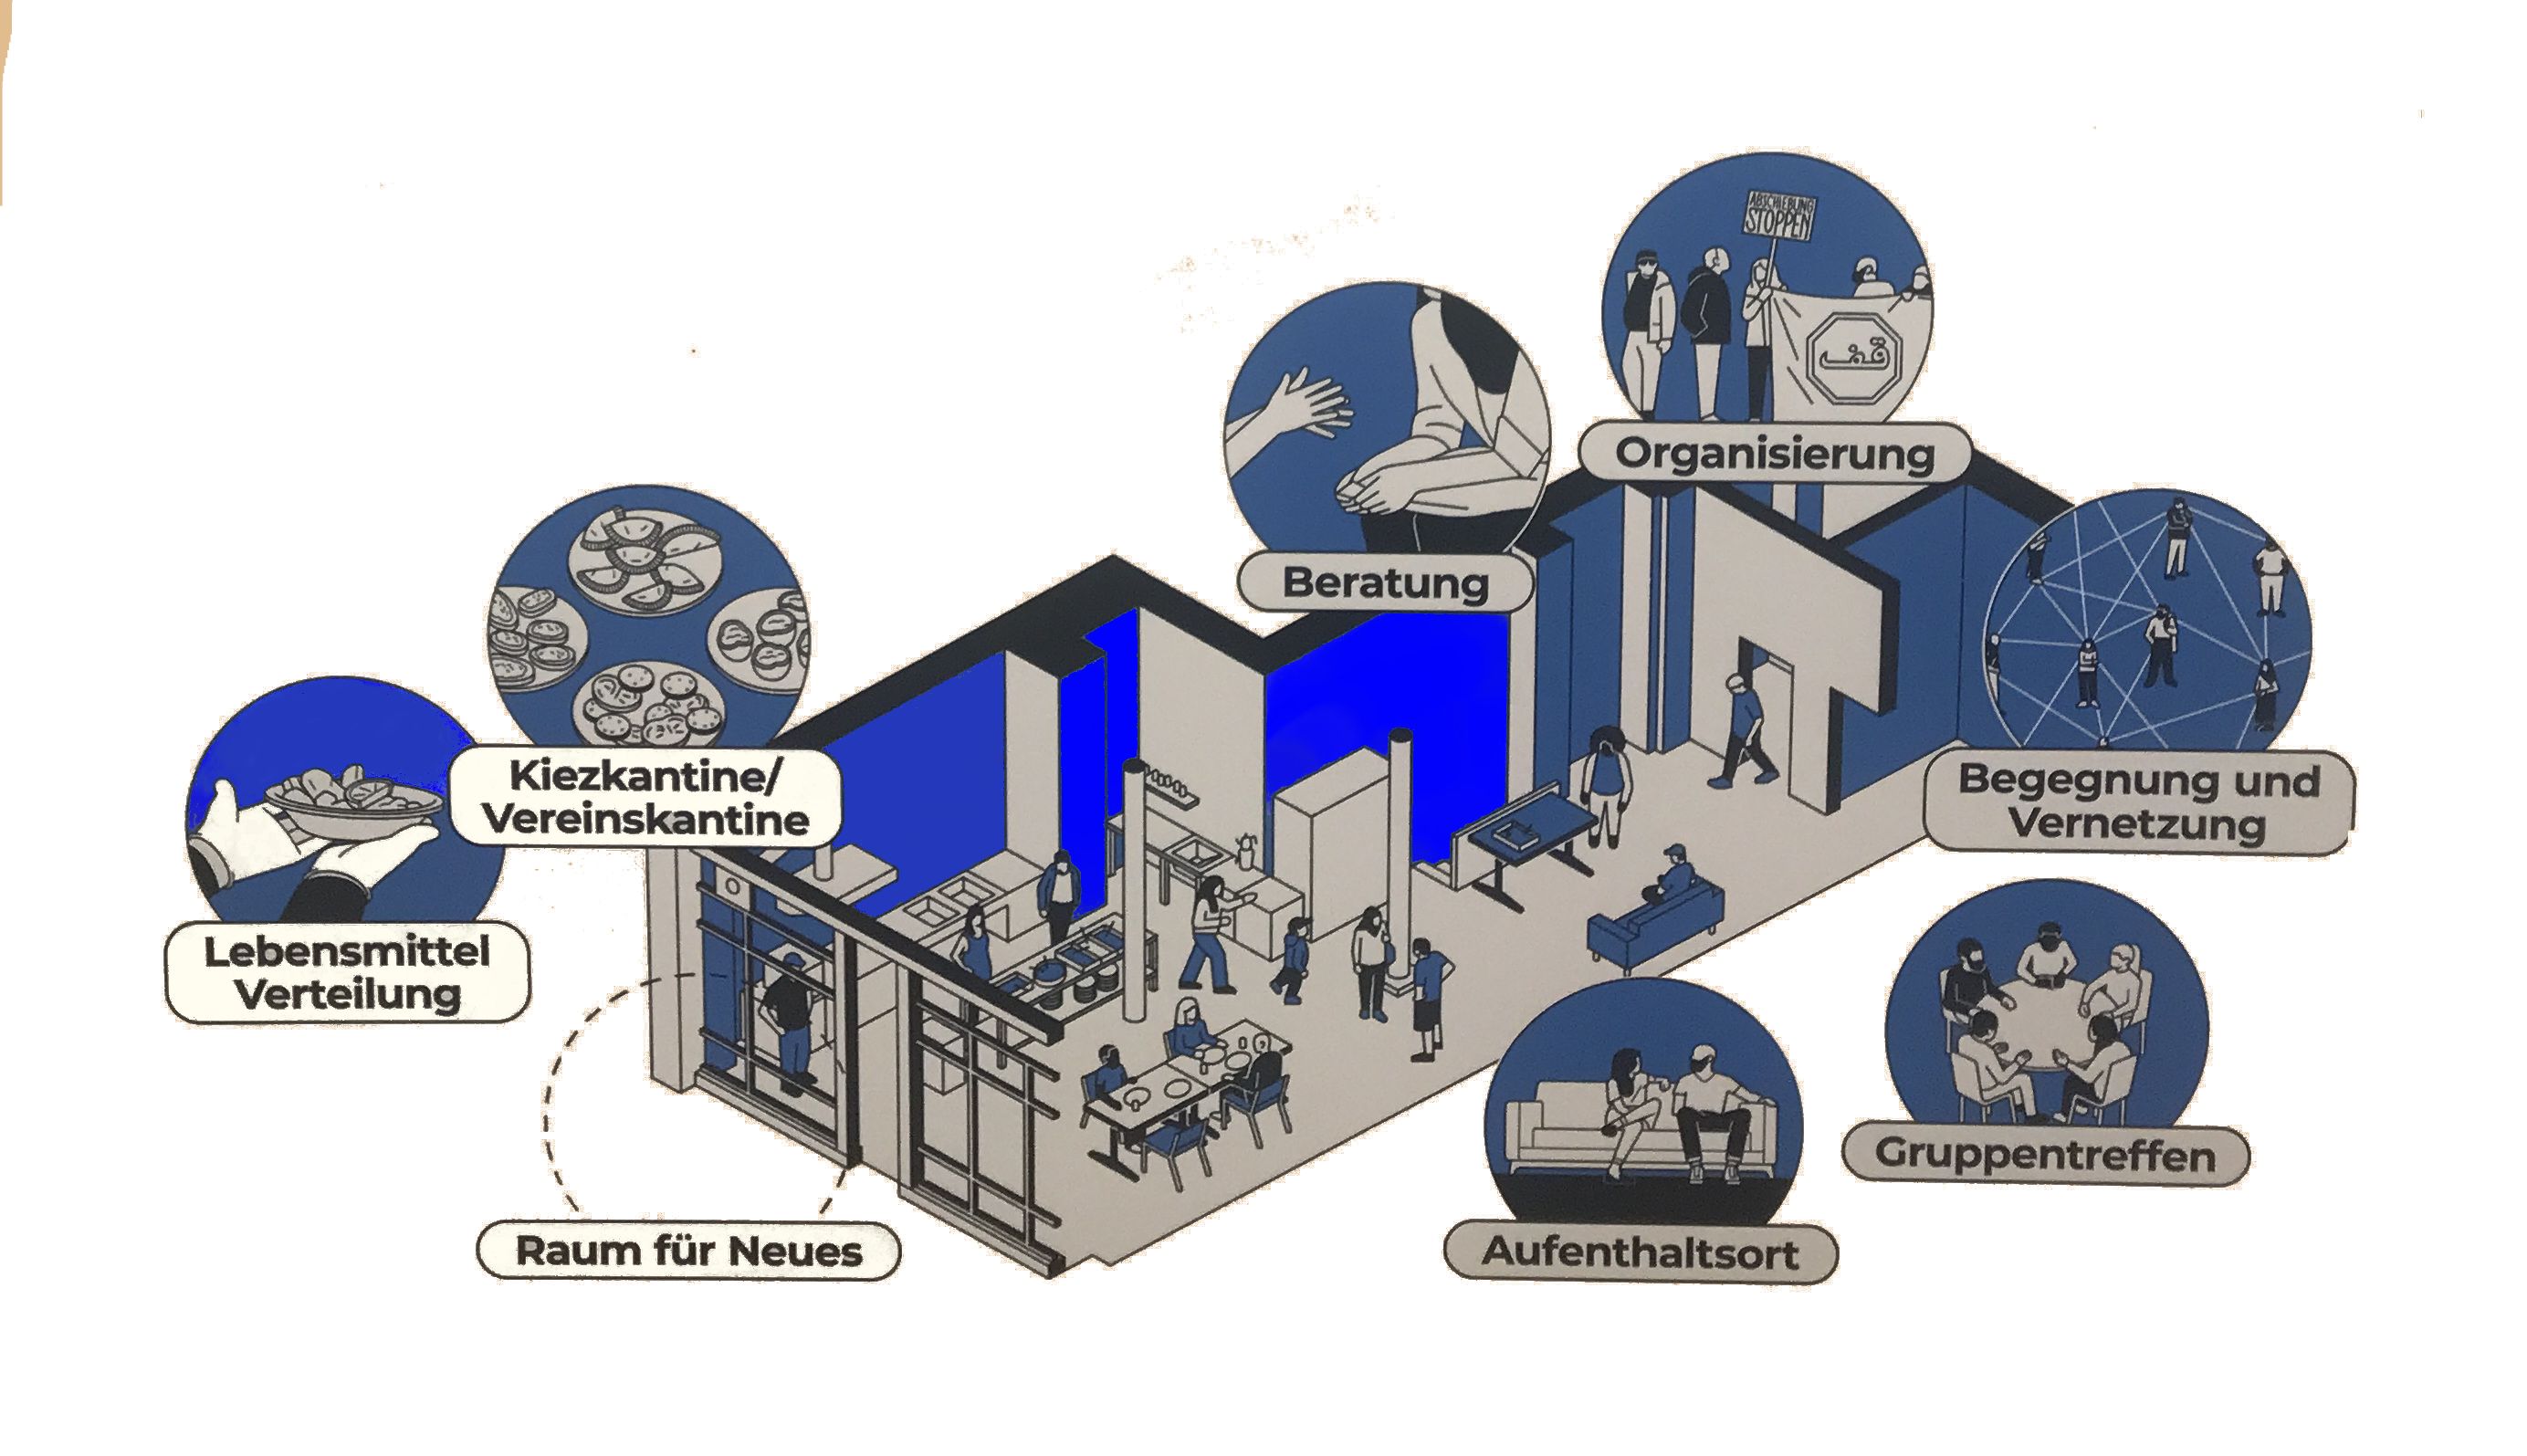 ABSCHIEBUNG
STOPPEN
قف
Organisierung
Beratung
Kiezkantine/
Vereinskantine
Begegnung und
Vernetzung
Lebensmittel
Verteilung
Gruppentreffen
Raum für Neues
Aufenthaltsort